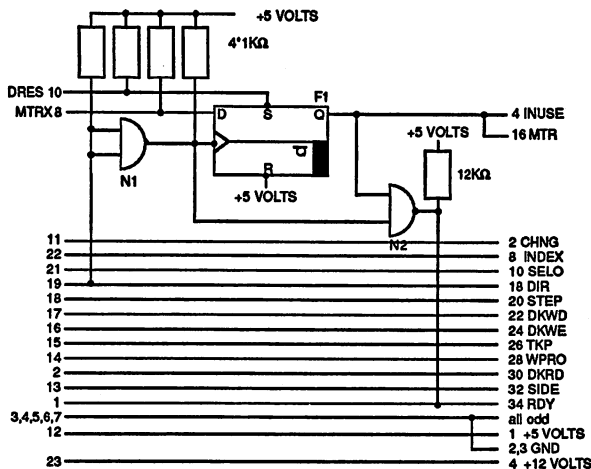 +5 VOLTS
4*1KΩ
DRES 10
MTRX8
F1
D
S
Q
Q
R
+5 VOLTS
N1
4 INUSE
16 MTR
+5 VOLTS
12KΩ
N2
11 2 CHNG
22 8 INDEX
21 10 SELO
19 18 DIR
18 20 STEP
17 22 DKWD
16 24 DKWE
15 26 TKP
14 28 WPRO
2 30 DKRD
13 32 SIDE
1 34 RDY
3,4,5,6,7 all odd
12 1 +5 VOLTS
2,3 GND
23 4 +12 VOLTS